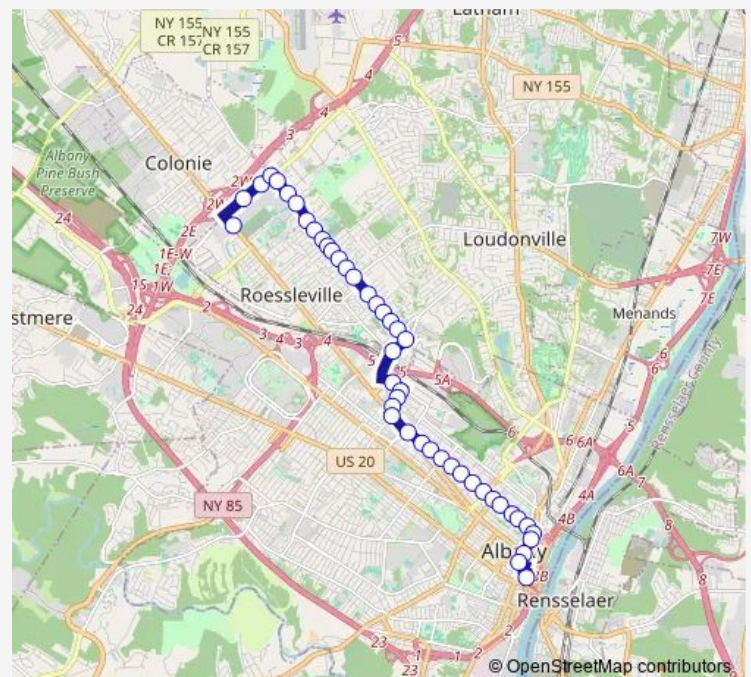 Latham
NY 155
CR 157
NY 155
CR 157
5
4
4
NY 155
3
2W
Colonie
Albany
Pine Bush
Preserve
24
2W
2E
Loudonville
7W
7E
7E
1E-W
1E
1S
1W
2
24
Roessleville
Menands
stmere
3
4
3
4
5
5
5A
6
6
6
6
6A
6A
Rensselaer County
7
US 20
NY 85
4A
4B
8
8
Albany
2B
Rensselaer
2
23
23
1
2
© OpenStreetMap contributors